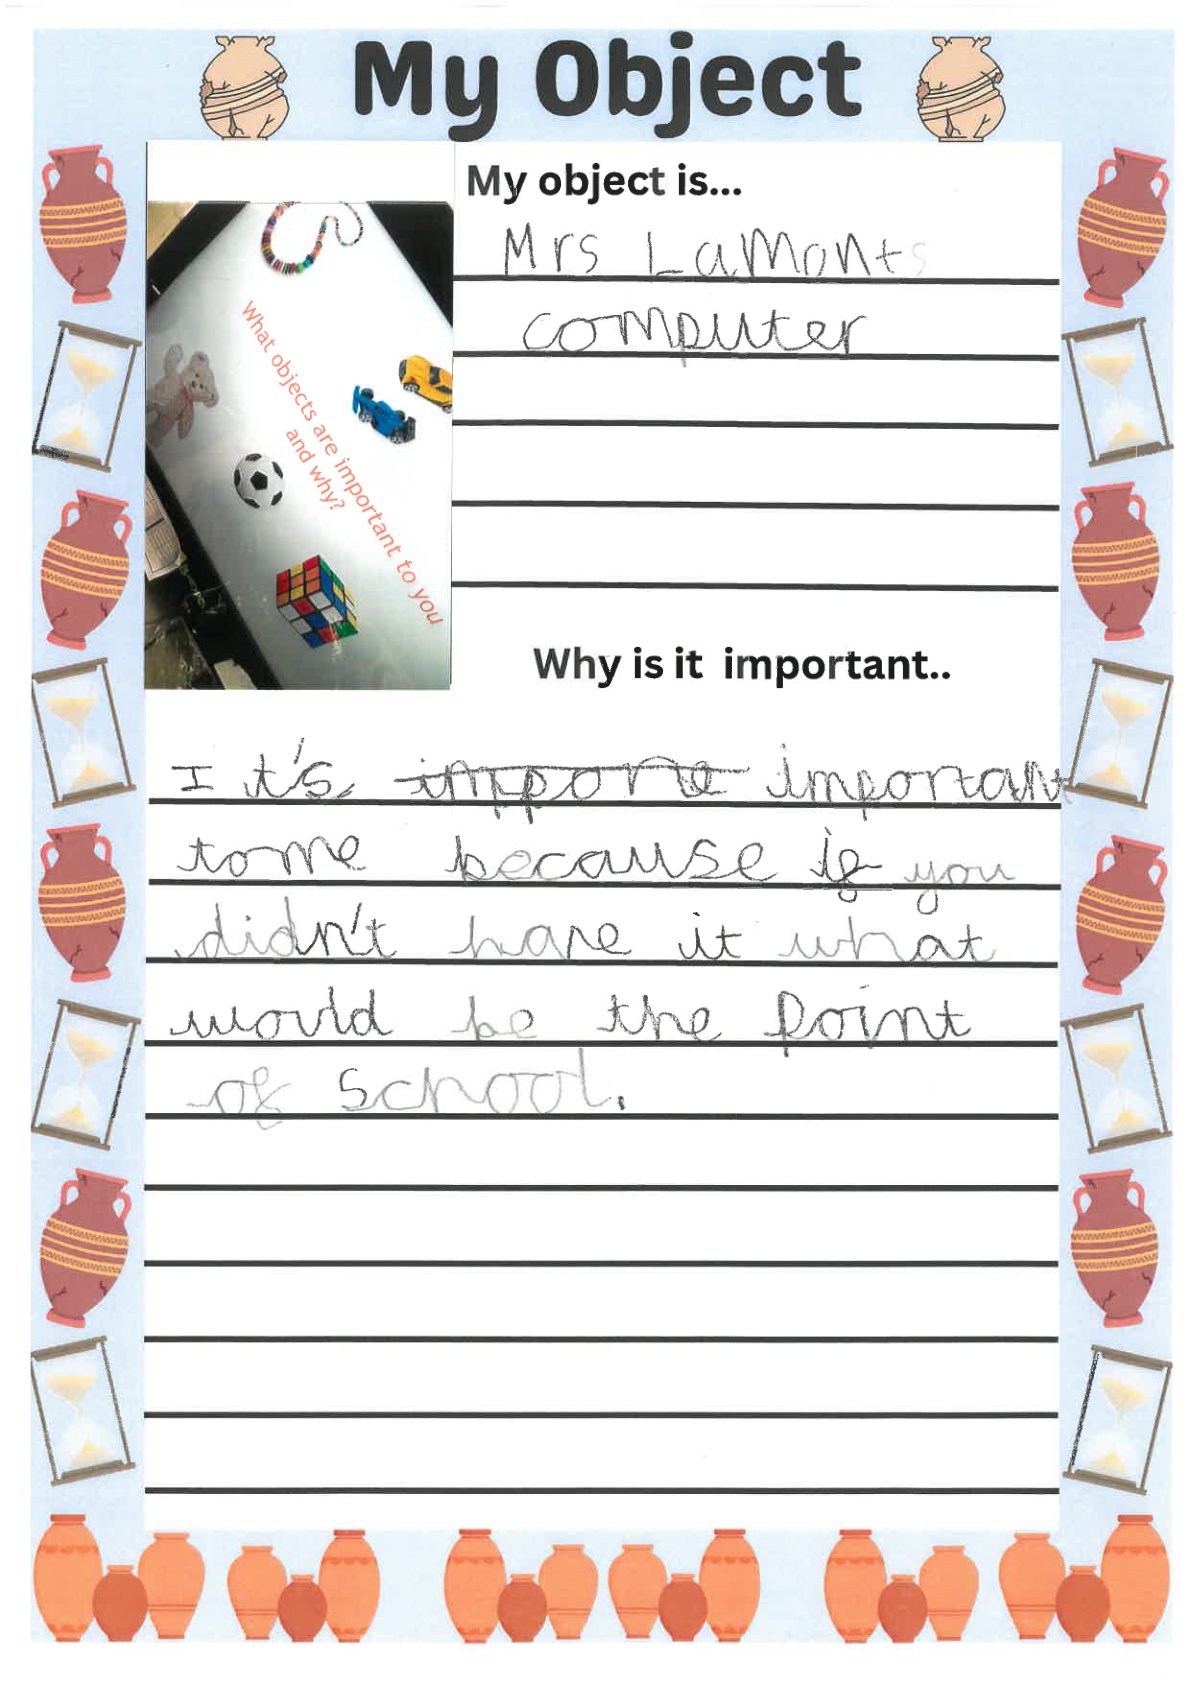 My Object
My object is...
Mrs Lamonts
computer
What objects are important to you
and why?
Why is it important..
I it's, ~~impone~~ important
to me because if you
didn't have it what
would be the point
of school.